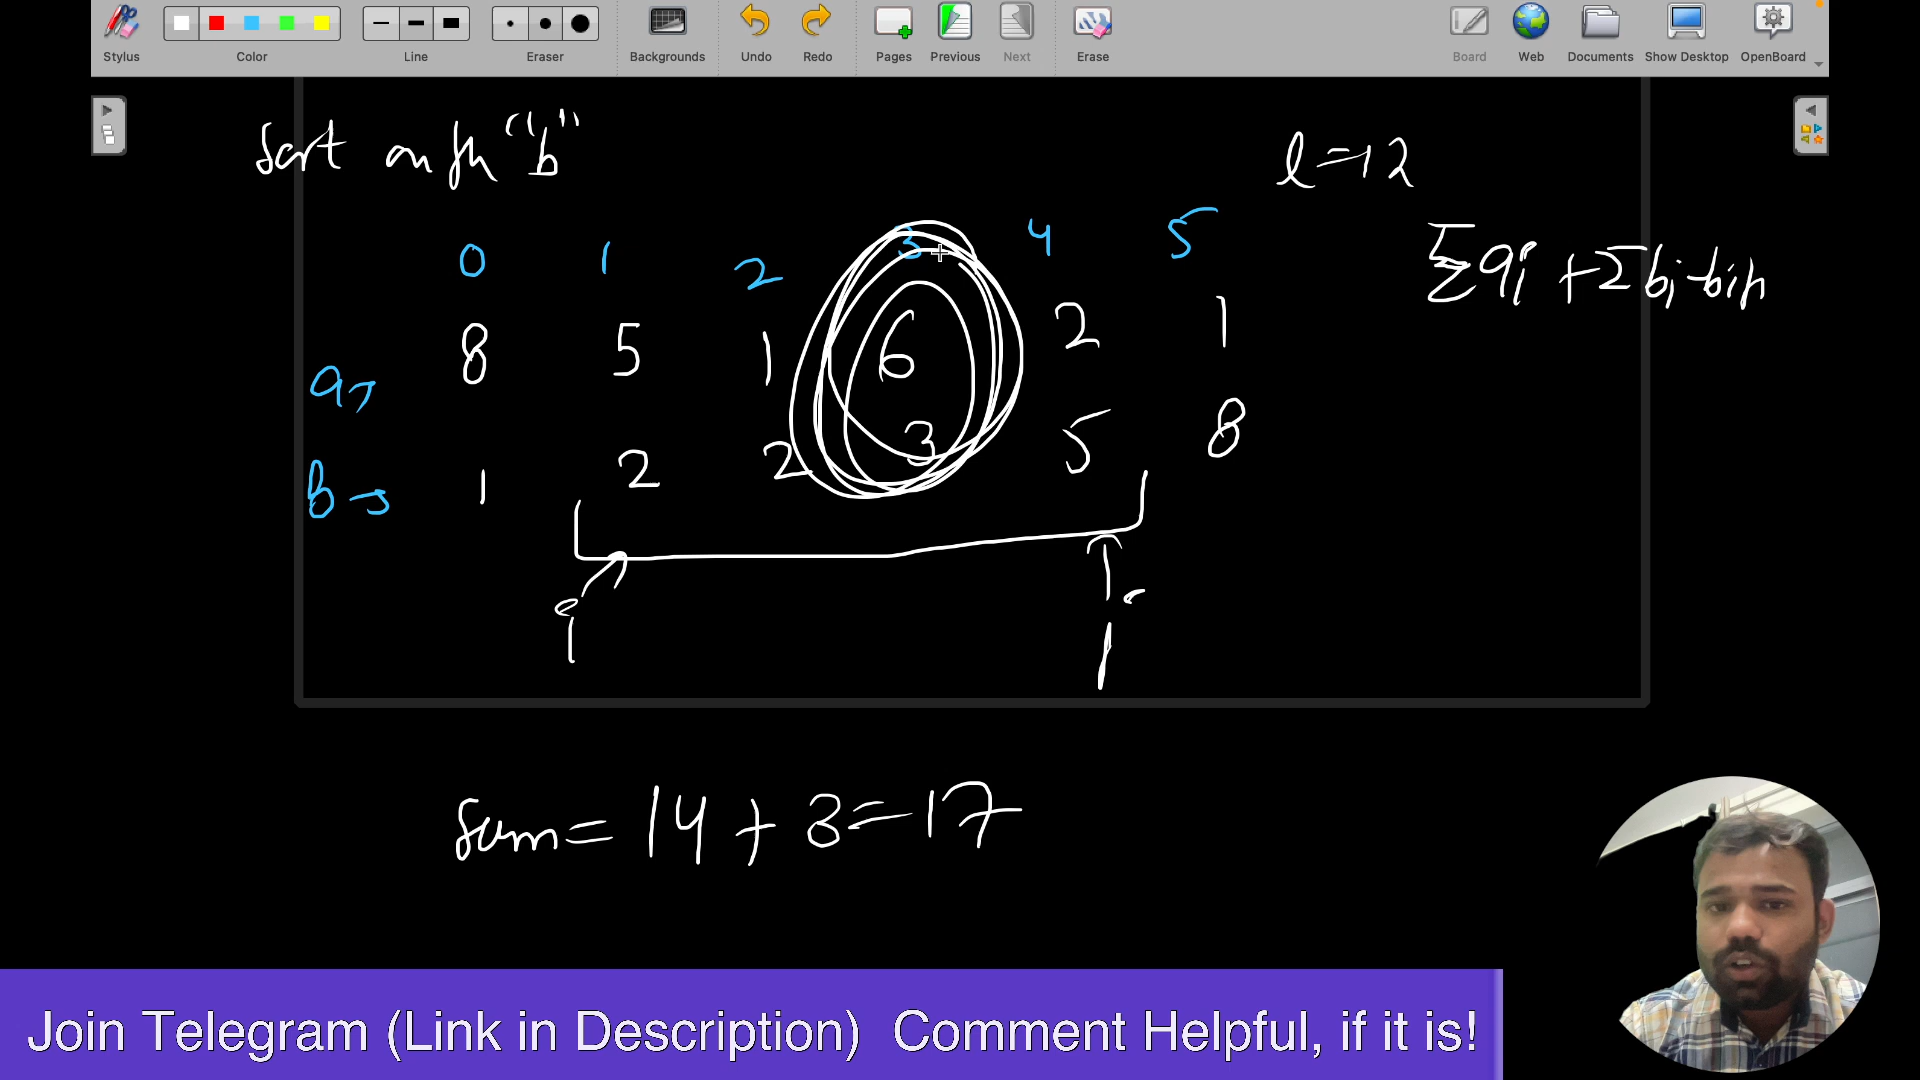 Stylus Color Line Eraser Backgrounds Undo Redo Pages Previous Next Erase Board Web Documents Show Desktop OpenBoard
Sort on "b"
l=12
0 1 2 3 4 5
Σai + Σbi-bi+1
a→ 8 5 1 6 2 1
b→ 1 2 2 3 5 8
i
Sum = 14 + 3 = 17
Join Telegram (Link in Description) Comment Helpful, if it is!